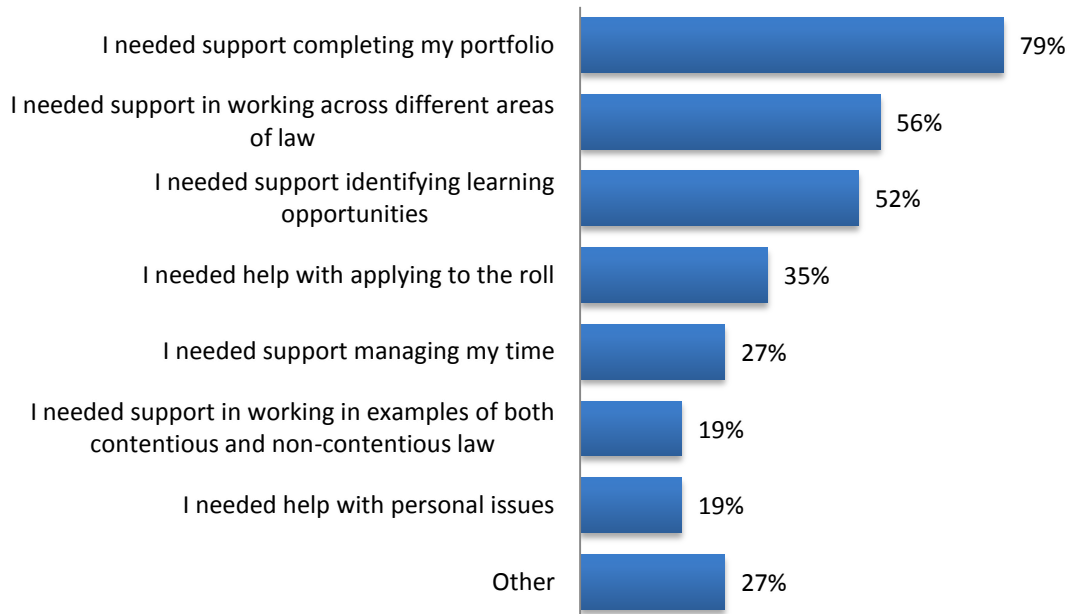 I needed support completing my portfolio
79%
I needed support in working across different areas
of law
56%
I needed support identifying learning
opportunities
52%
I needed help with applying to the roll
35%
I needed support managing my time
27%
I needed support in working in examples of both
contentious and non-contentious law
19%
I needed help with personal issues
19%
Other
27%